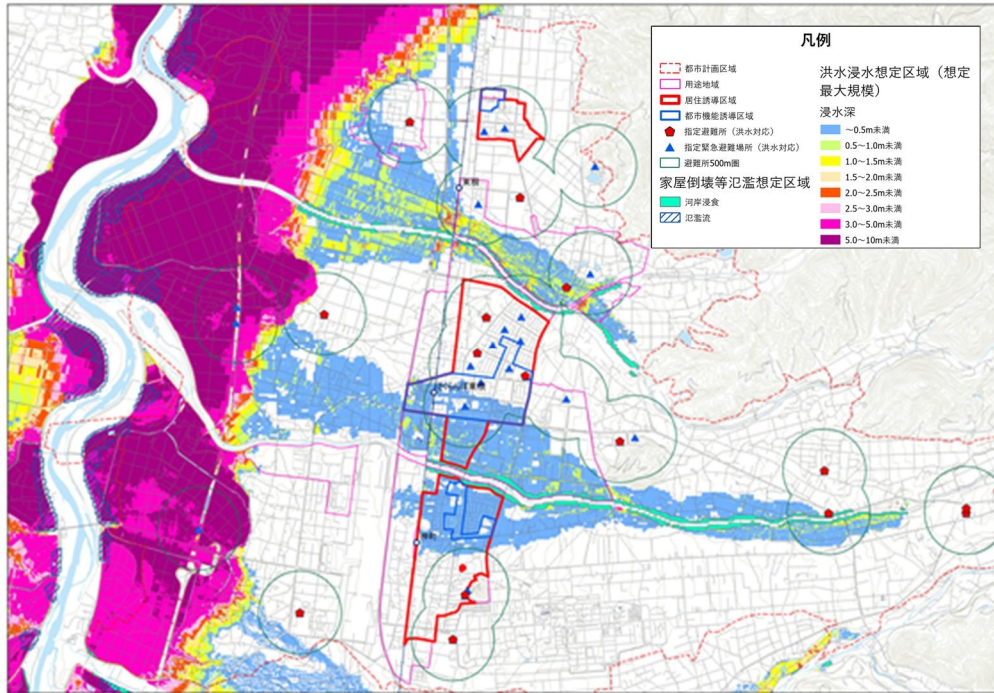 凡例
都市計画区域
用途地域
居住誘導区域
都市機能誘導区域
指定避難所（洪水対応）
指定緊急避難場所（洪水対応）
避難所500m圏
家屋倒壊等氾濫想定区域
河岸浸食
氾濫流
洪水浸水想定区域（想定
最大規模）
浸水深
～0.5m未満
0.5～1.0m未満
1.0～1.5m未満
1.5～2.0m未満
2.0～2.5m未満
2.5～3.0m未満
3.0～5.0m未満
5.0～10m未満
東根